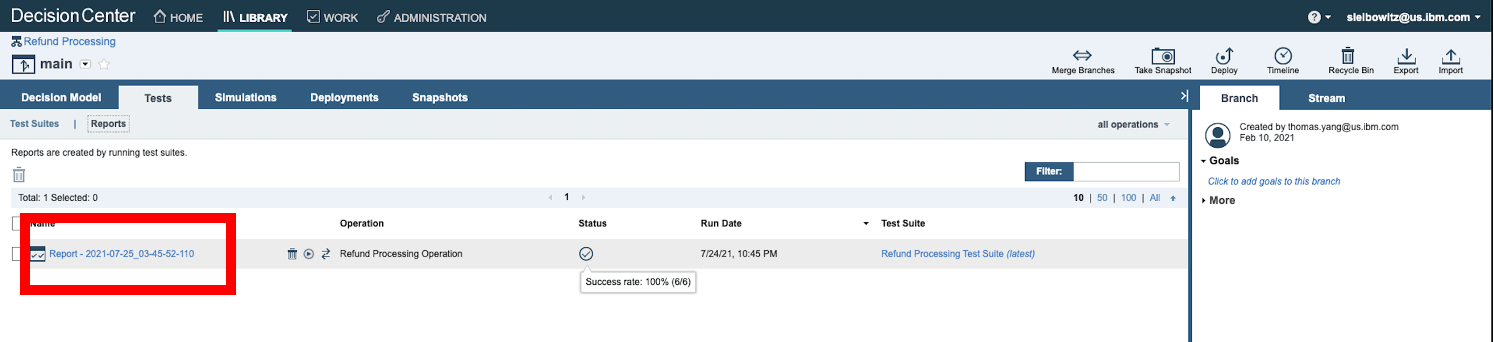 Decision Center HOME LIBRARY WORK ADMINISTRATION ? sleibowitz@us.ibm.com
Refund Processing
main
Merge Branches Take Snapshot Deploy Timeline Recycle Bin Export Import
Decision Model Tests Simulations Deployments Snapshots
Test Suites | Reports all operations
Reports are created by running test suites.
Filter:
Total: 1 Selected: 0 1 10 | 50 | 100 | All
Name Operation Status Run Date Test Suite
Report - 2021-07-25_03-45-52-110 Refund Processing Operation 7/24/21, 10:45 PM Refund Processing Test Suite (latest)
Success rate: 100% (6/6)
Branch Stream
Created by thomas.yang@us.ibm.com
Feb 10, 2021
Goals
Click to add goals to this branch
More